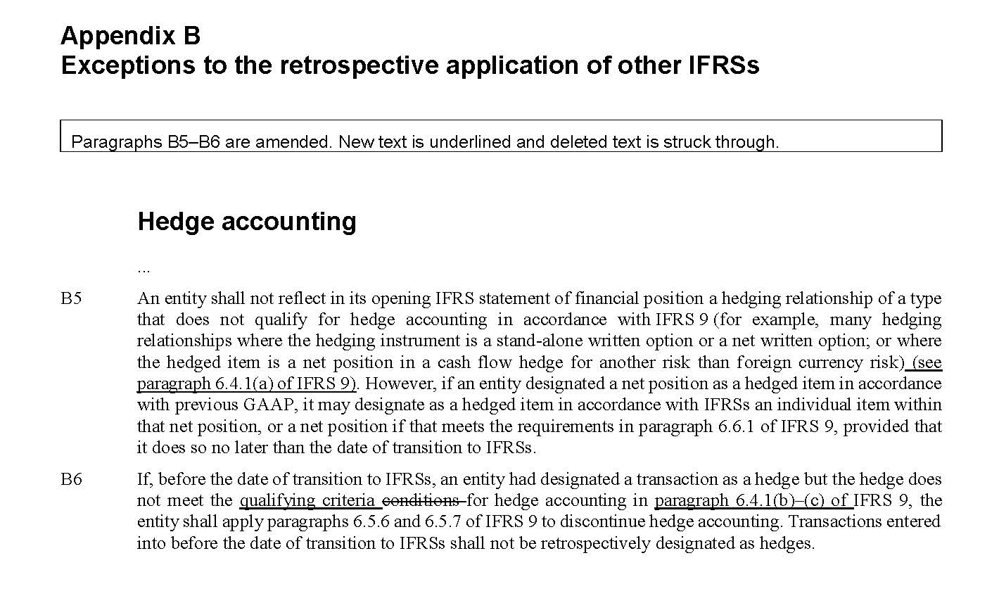 Appendix B
Exceptions to the retrospective application of other IFRSs
Paragraphs B5–B6 are amended. New text is underlined and deleted text is struck through.
Hedge accounting
...
B5 An entity shall not reflect in its opening IFRS statement of financial position a hedging relationship of a type
that does not qualify for hedge accounting in accordance with IFRS 9 (for example, many hedging
relationships where the hedging instrument is a stand-alone written option or a net written option; or where
the hedged item is a net position in a cash flow hedge for another risk than foreign currency risk) (see
paragraph 6.4.1(a) of IFRS 9). However, if an entity designated a net position as a hedged item in accordance
with previous GAAP, it may designate as a hedged item in accordance with IFRSs an individual item within
that net position, or a net position if that meets the requirements in paragraph 6.6.1 of IFRS 9, provided that
it does so no later than the date of transition to IFRSs.
B6 If, before the date of transition to IFRSs, an entity had designated a transaction as a hedge but the hedge does
not meet the qualifying criteria conditions for hedge accounting in paragraph 6.4.1(b)–(c) of IFRS 9, the
entity shall apply paragraphs 6.5.6 and 6.5.7 of IFRS 9 to discontinue hedge accounting. Transactions entered
into before the date of transition to IFRSs shall not be retrospectively designated as hedges.